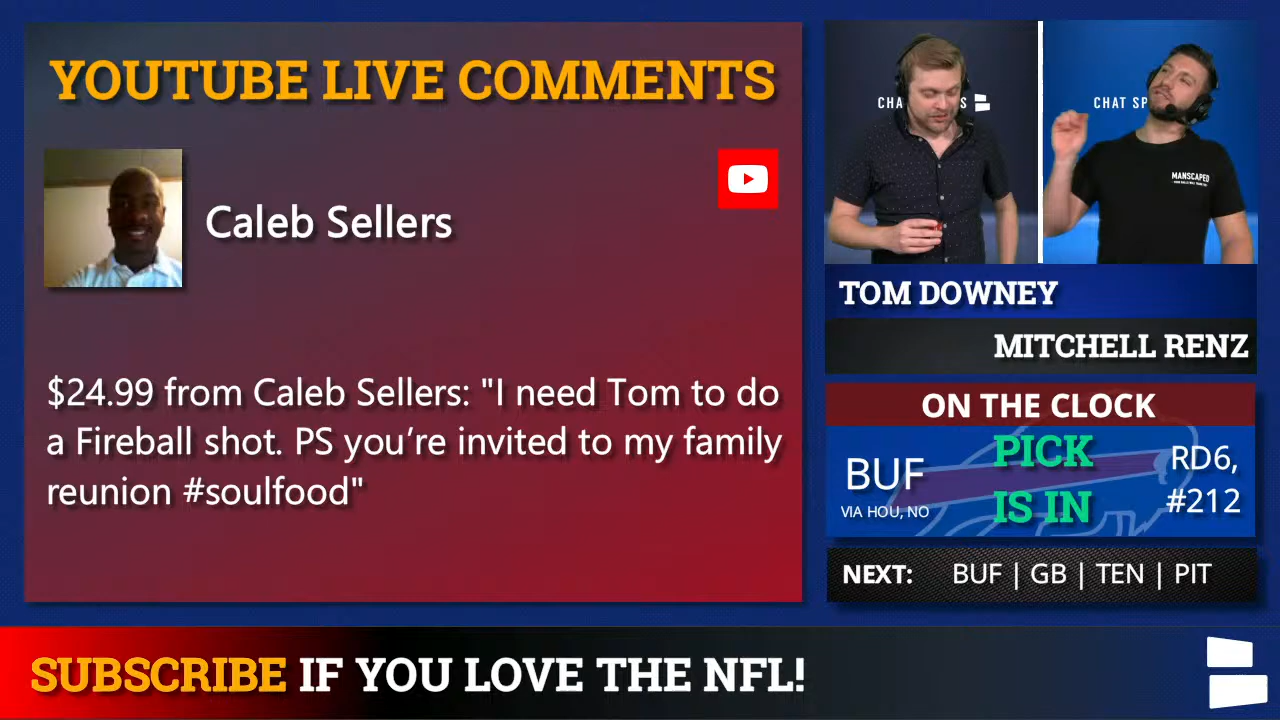 YOUTUBE LIVE COMMENTS
Caleb Sellers
$24.99 from Caleb Sellers: "I need Tom to do
a Fireball shot. PS you’re invited to my family
reunion #soulfood"
CHAT SP
MANSCAPED
TOM DOWNEY
MITCHELL RENZ
ON THE CLOCK
BUF
VIA HOU, NO
PICK
IS IN
RD6,
#212
NEXT: BUF | GB | TEN | PIT
SUBSCRIBE IF YOU LOVE THE NFL!